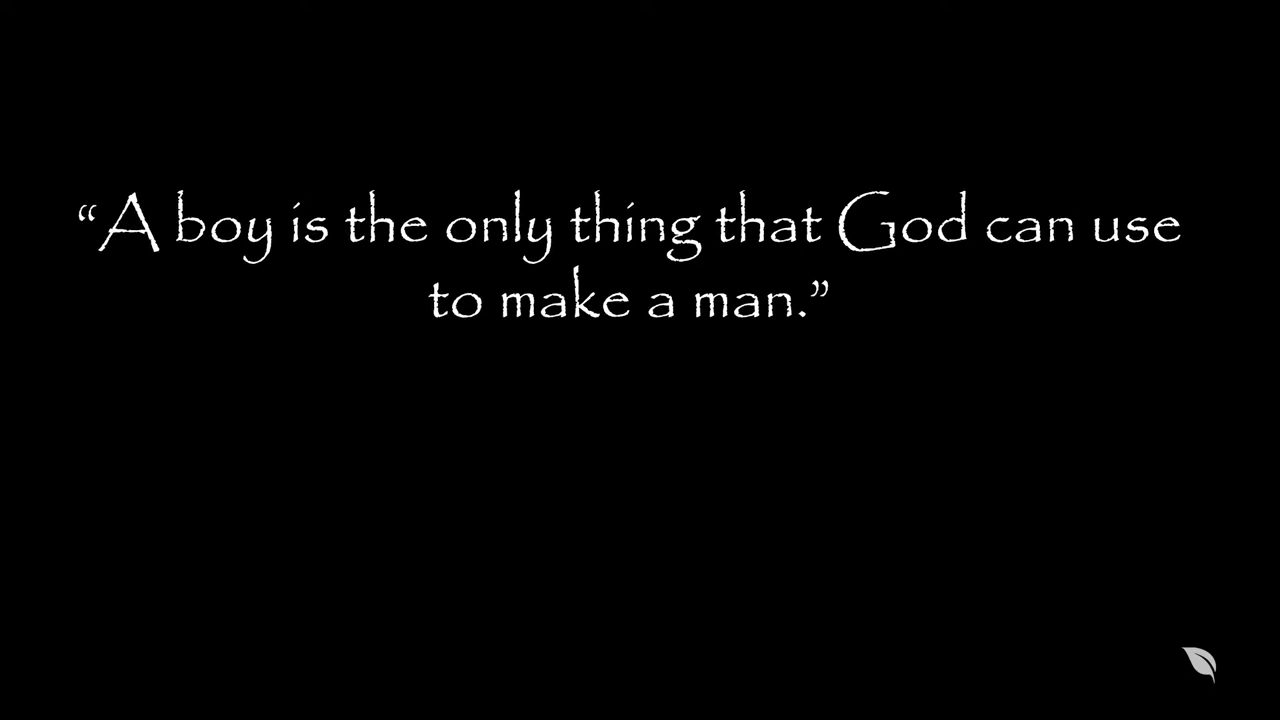 “A boy is the only thing that God can use
to make a man.”